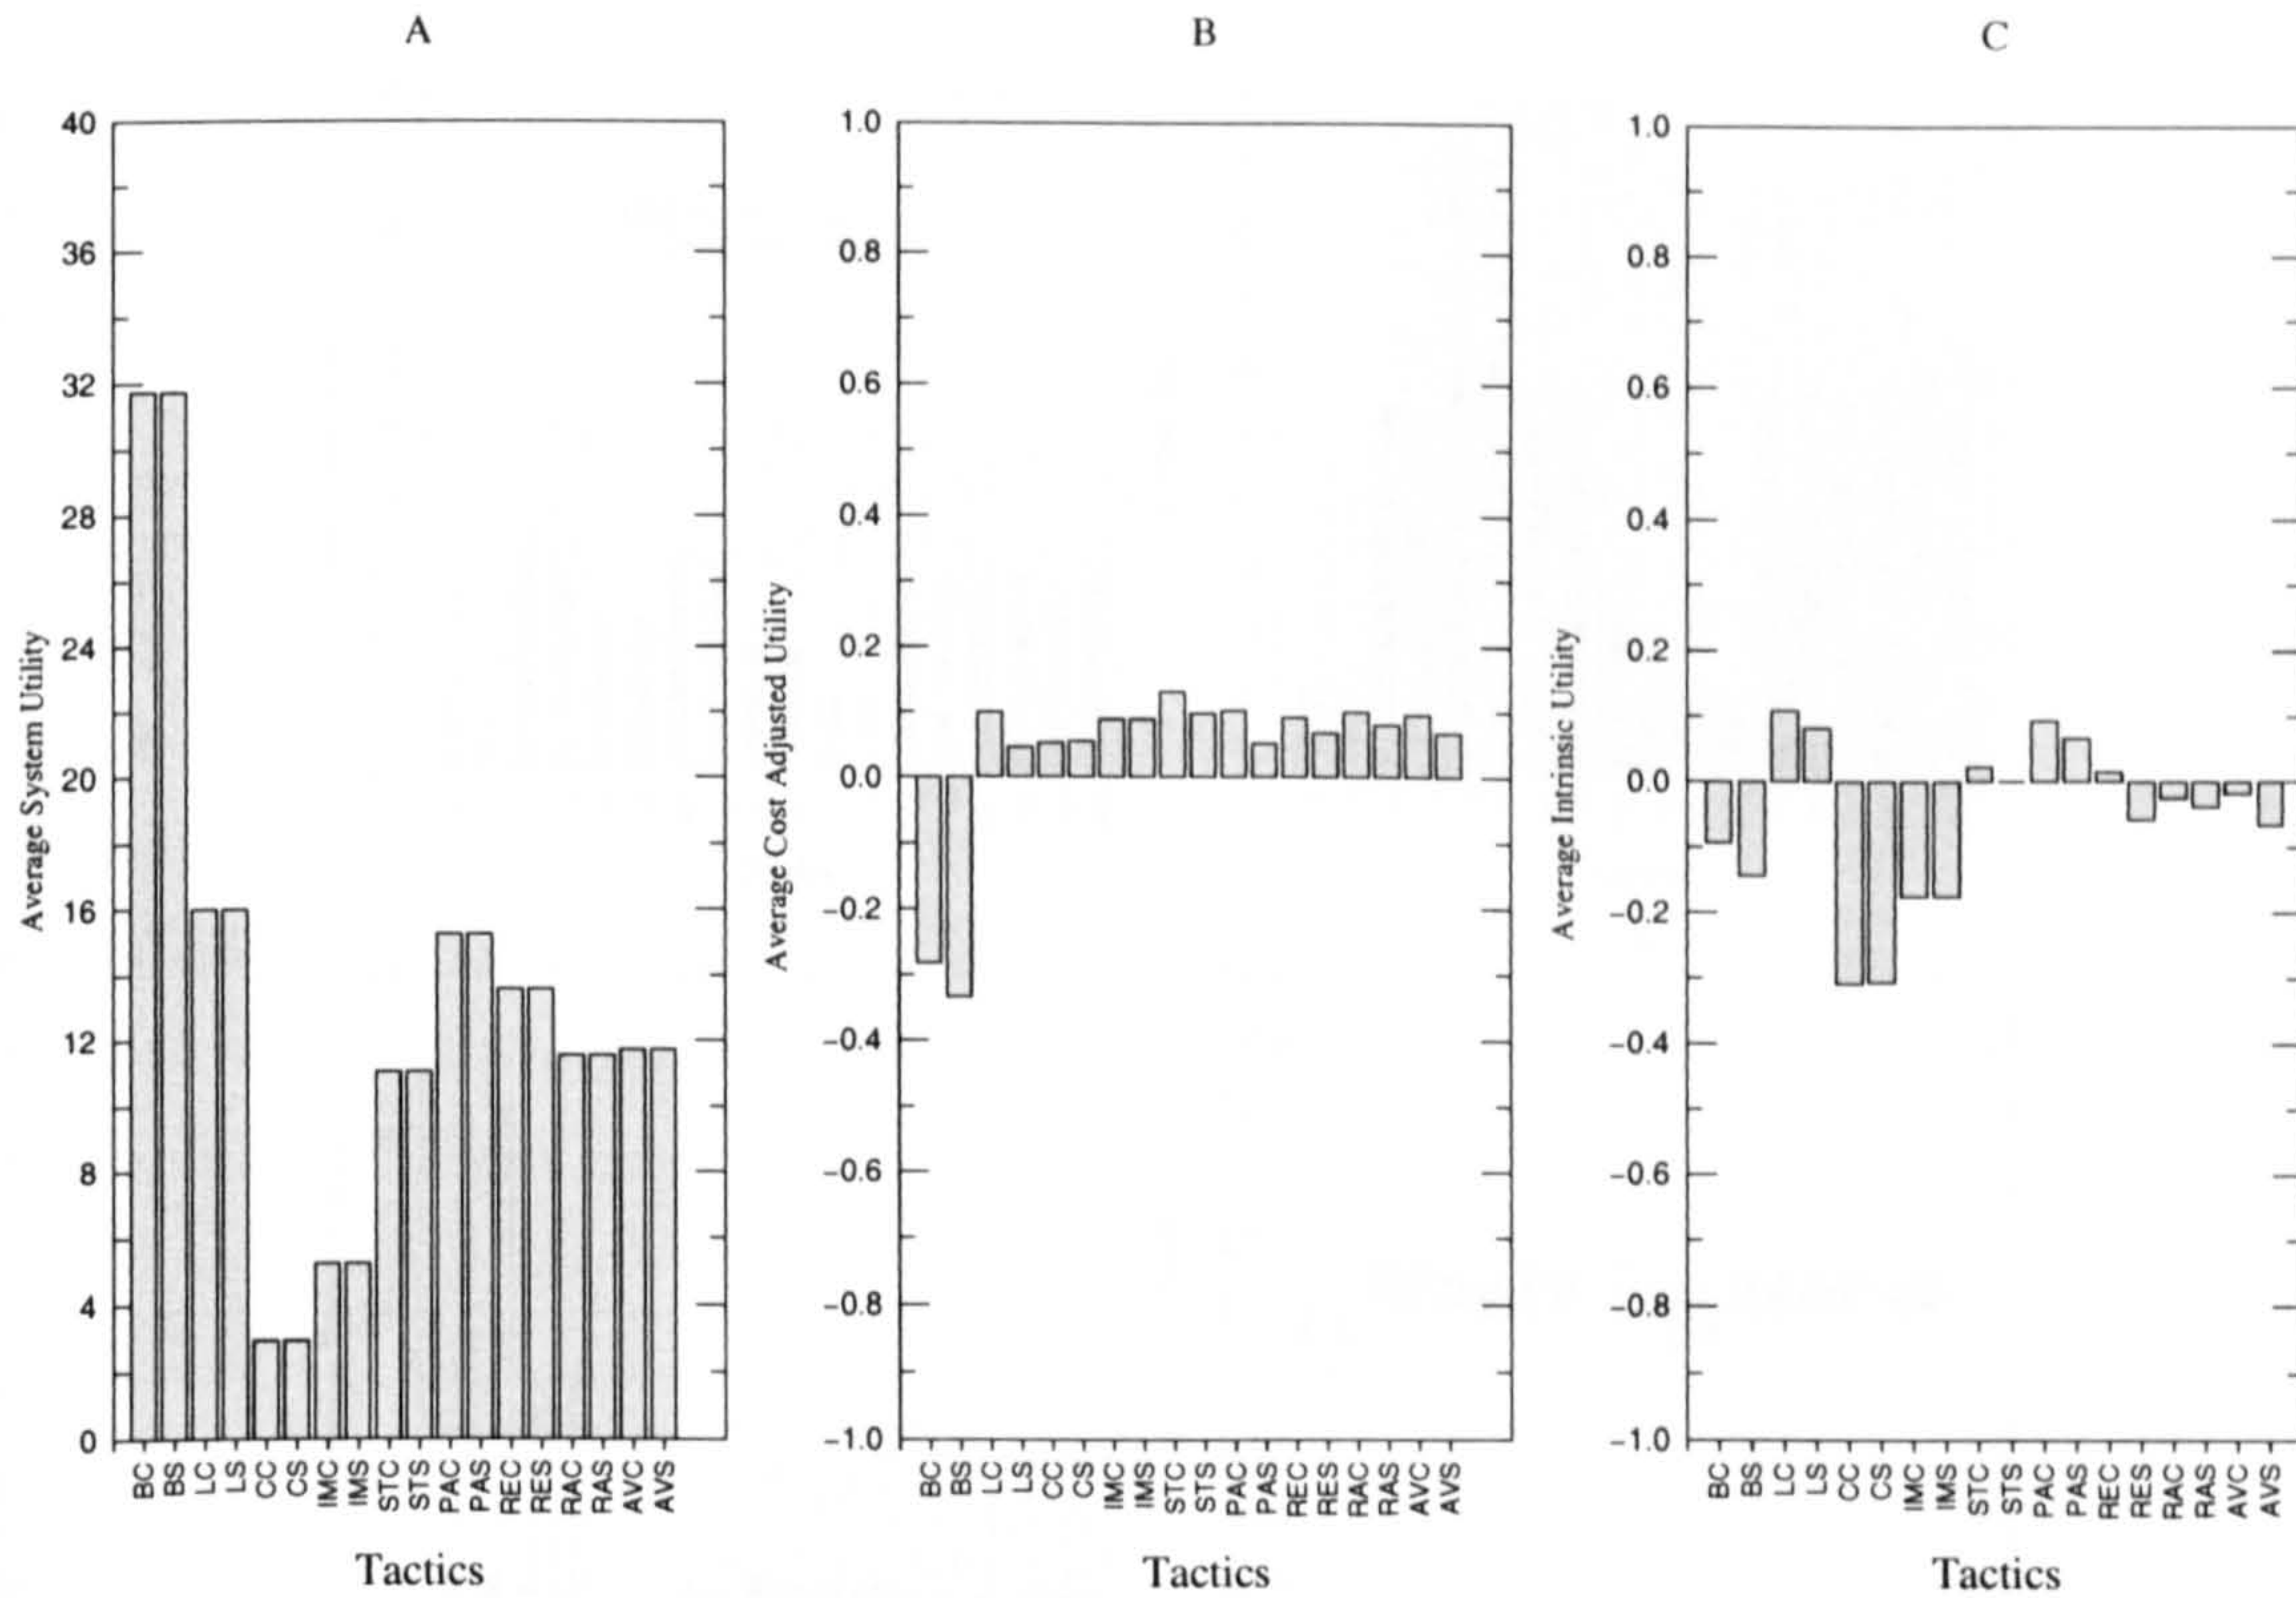 A
Average System Utility
40
36
32
28
24
20
16
12
8
4
0
BC BS LC LS CC CS IMC IMS STC STS PAC PAS REC RES RAC RAS AVC AVS
Tactics
B
Average Cost Adjusted Utility
1.0
0.8
0.6
0.4
0.2
0.0
−0.2
−0.4
−0.6
−0.8
−1.0
BC BS LC LS CC CS IMC IMS STC STS PAC PAS REC RES RAC RAS AVC AVS
Tactics
C
Average Intrinsic Utility
1.0
0.8
0.6
0.4
0.2
0.0
−0.2
−0.4
−0.6
−0.8
−1.0
BC BS LC LS CC CS IMC IMS STC STS PAC PAS REC RES RAC RAS AVC AVS
Tactics